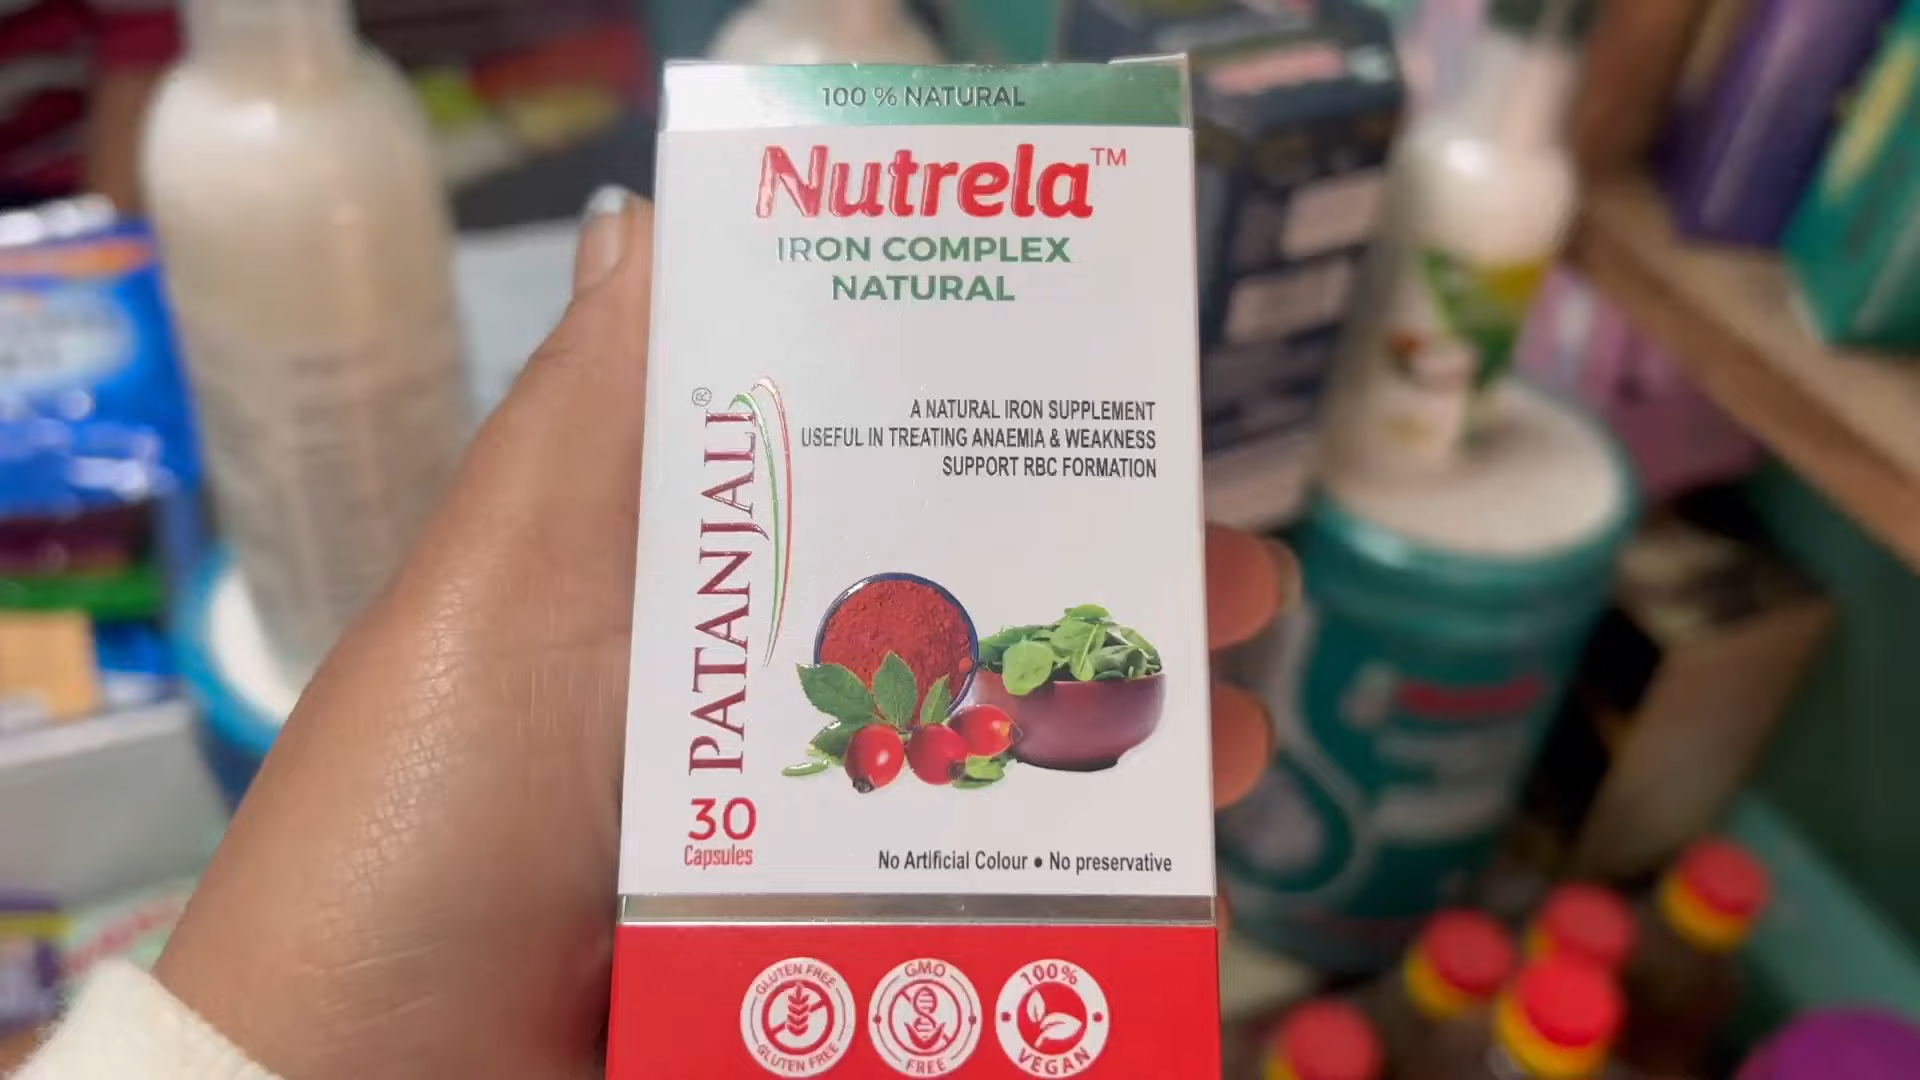 100 % NATURAL
Nutrela™
IRON COMPLEX
NATURAL
A NATURAL IRON SUPPLEMENT
USEFUL IN TREATING ANAEMIA & WEAKNESS
SUPPORT RBC FORMATION
PATANJALI®
30
Capsules
No Artificial Colour ● No preservative
GLUTEN FREE
GLUTEN FREE
GMO
FREE
100%
VEGAN